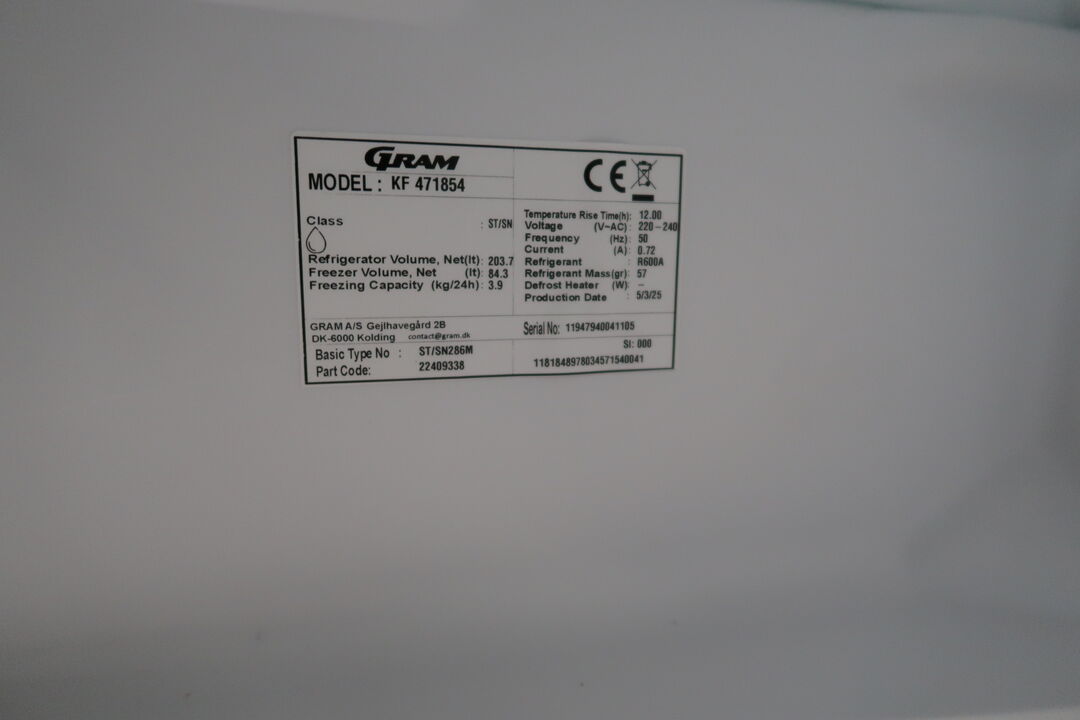 GRAM
MODEL : KF 471854
CE
Class : ST/SN
Refrigerator Volume, Net(lt): 203.7
Freezer Volume, Net (lt): 84.3
Freezing Capacity (kg/24h): 3.9
Temperature Rise Time(h): 12.00
Voltage (V~AC): 220-240
Frequency (Hz): 50
Current (A): 0.72
Refrigerant : R600A
Refrigerant Mass(gr): 57
Defrost Heater (W): -
Production Date : 5/3/25
GRAM A/S Gejlhavegård 2B
DK-6000 Kolding contact@gram.dk
Serial No: 11947940041105
Basic Type No : ST/SN286M
Part Code: 22409338
SI: 000
1181848978034571540041